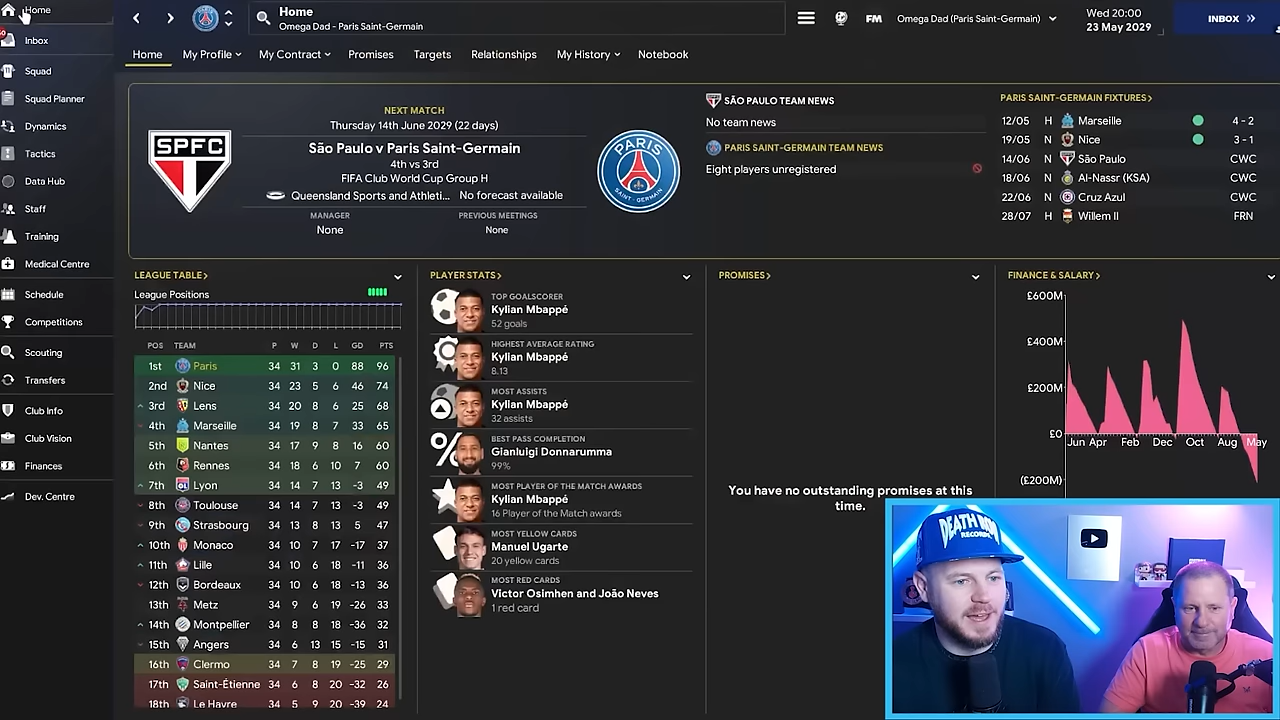 Home
Inbox
Squad
Squad Planner
Dynamics
Tactics
Data Hub
Staff
Training
Medical Centre
Schedule
Competitions
Scouting
Transfers
Club Info
Club Vision
Finances
Dev. Centre
Home
Omega Dad - Paris Saint-Germain
FM
Omega Dad (Paris Saint-Germain)
Wed 20:00
23 May 2029
INBOX
Home
My Profile
My Contract
Promises
Targets
Relationships
My History
Notebook
SPFC
NEXT MATCH
Thursday 14th June 2029 (22 days)
São Paulo v Paris Saint-Germain
4th vs 3rd
FIFA Club World Cup Group H
Queensland Sports and Athleti... No forecast available
MANAGER
None
PREVIOUS MEETINGS
None
PARIS
SAINT-GERMAIN
SÃO PAULO TEAM NEWS
No team news
PARIS SAINT-GERMAIN TEAM NEWS
Eight players unregistered
PARIS SAINT-GERMAIN FIXTURES
12/05 H Marseille 4 - 2
19/05 H Nice 3 - 1
14/06 N São Paulo CWC
18/06 N Al-Nassr (KSA) CWC
22/06 N Cruz Azul CWC
28/07 H Willem II FRN
LEAGUE TABLE
League Positions
POS TEAM P W D L GD PTS
1st Paris 34 31 3 0 88 96
2nd Nice 34 23 5 6 46 74
3rd Lens 34 20 8 6 25 68
4th Marseille 34 19 8 7 33 65
5th Nantes 34 17 9 8 16 60
6th Rennes 34 18 6 10 7 60
7th Lyon 34 14 7 13 -3 49
8th Toulouse 34 14 7 13 -3 49
9th Strasbourg 34 13 8 13 5 47
10th Monaco 34 10 7 17 -17 37
11th Lille 34 9 6 18 -11 36
12th Bordeaux 34 10 6 18 -13 36
13th Metz 34 9 6 19 -26 33
14th Montpellier 34 8 8 18 -36 32
15th Angers 34 6 13 15 -15 31
16th Clermo 34 7 8 19 -25 29
17th Saint-Étienne 34 6 8 20 -32 26
18th Le Havre 34 5 9 20 -39 24
PLAYER STATS
TOP GOALSCORER
Kylian Mbappé
52 goals
HIGHEST AVERAGE RATING
Kylian Mbappé
8.13
MOST ASSISTS
Kylian Mbappé
32 assists
BEST PASS COMPLETION
Gianluigi Donnarumma
99%
MOST PLAYER OF THE MATCH AWARDS
Kylian Mbappé
16 Player of the Match awards
MOST YELLOW CARDS
Manuel Ugarte
20 yellow cards
MOST RED CARDS
Victor Osimhen and João Neves
1 red card
PROMISES
You have no outstanding promises at this
time.
FINANCE & SALARY
£600M
£400M
£200M
£0
(£200M)
Jun Apr Feb Dec Oct Aug May
DEATH ROW
RECORDS